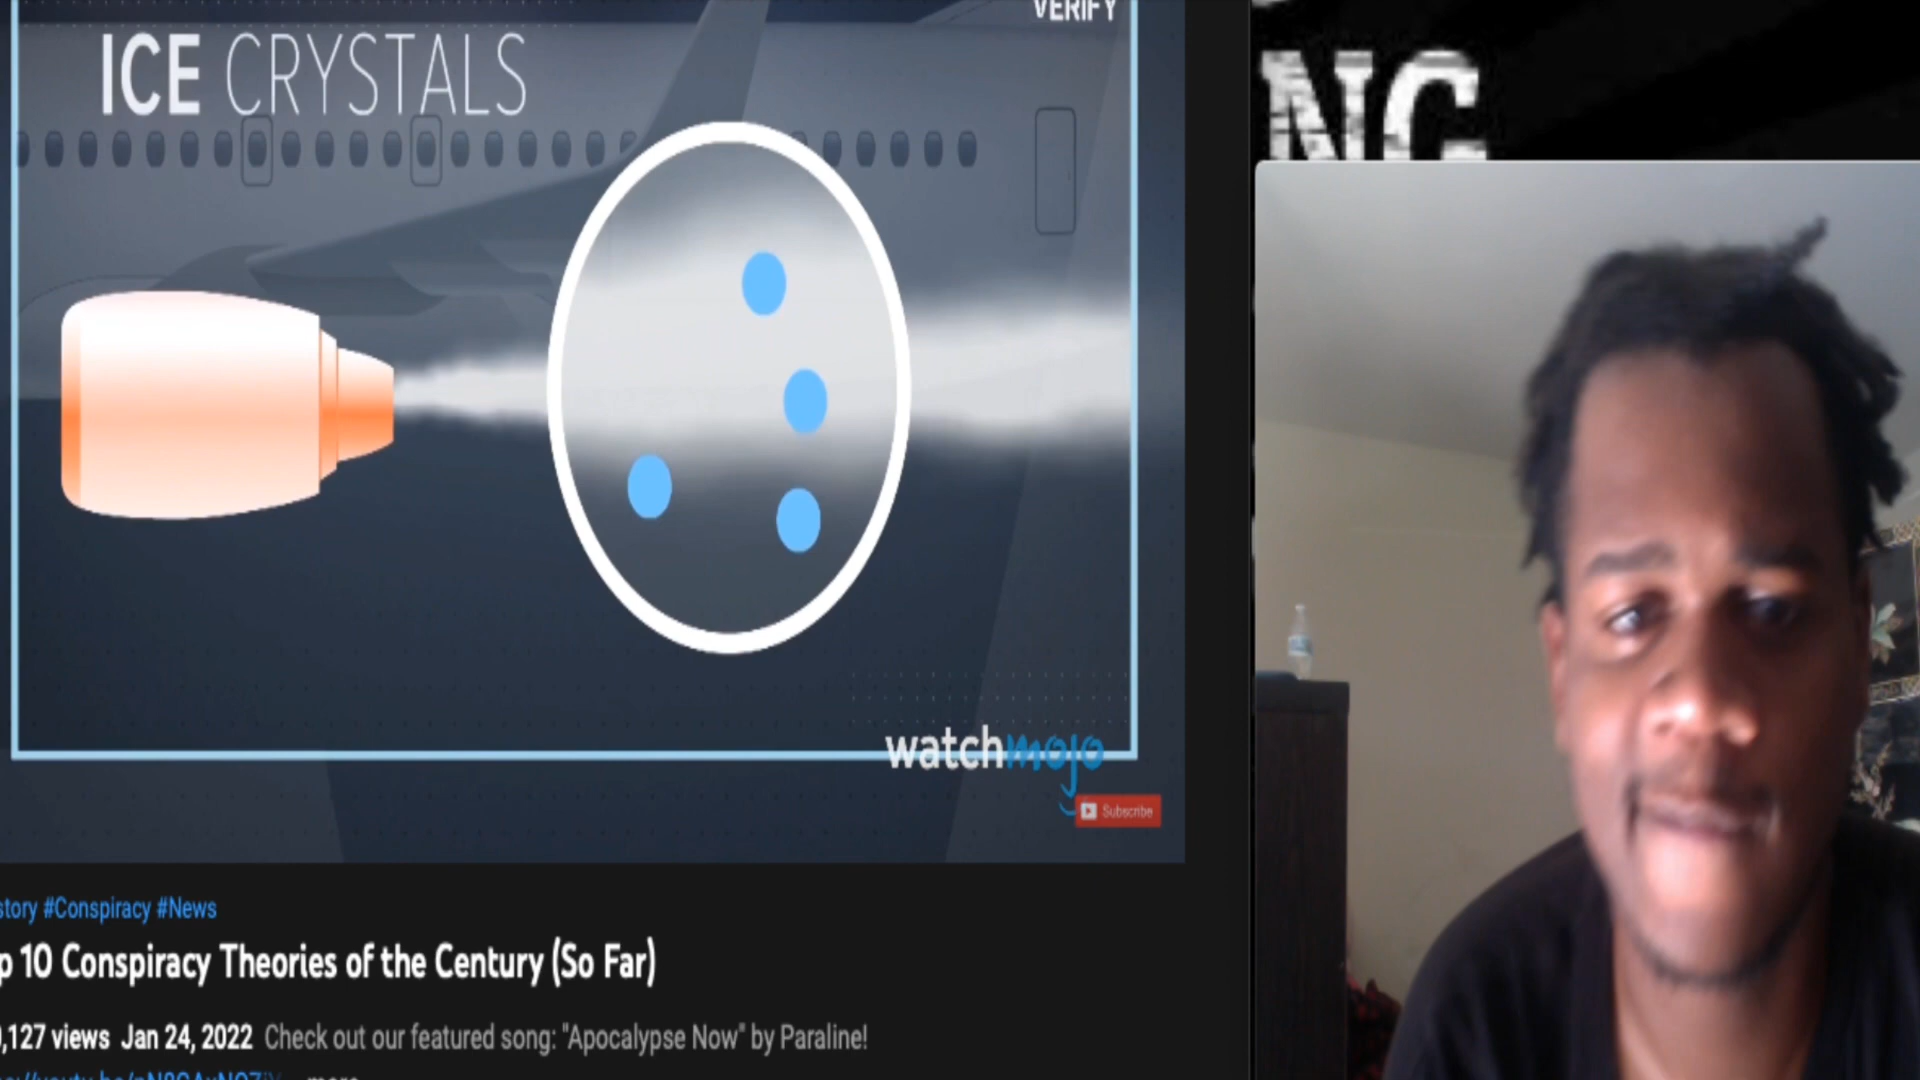 VERIFY
ICE CRYSTALS
NG
watchmojo
Subscribe
story #Conspiracy #News
p 10 Conspiracy Theories of the Century (So Far)
,127 views Jan 24, 2022 Check out our featured song: "Apocalypse Now" by Paraline!
more